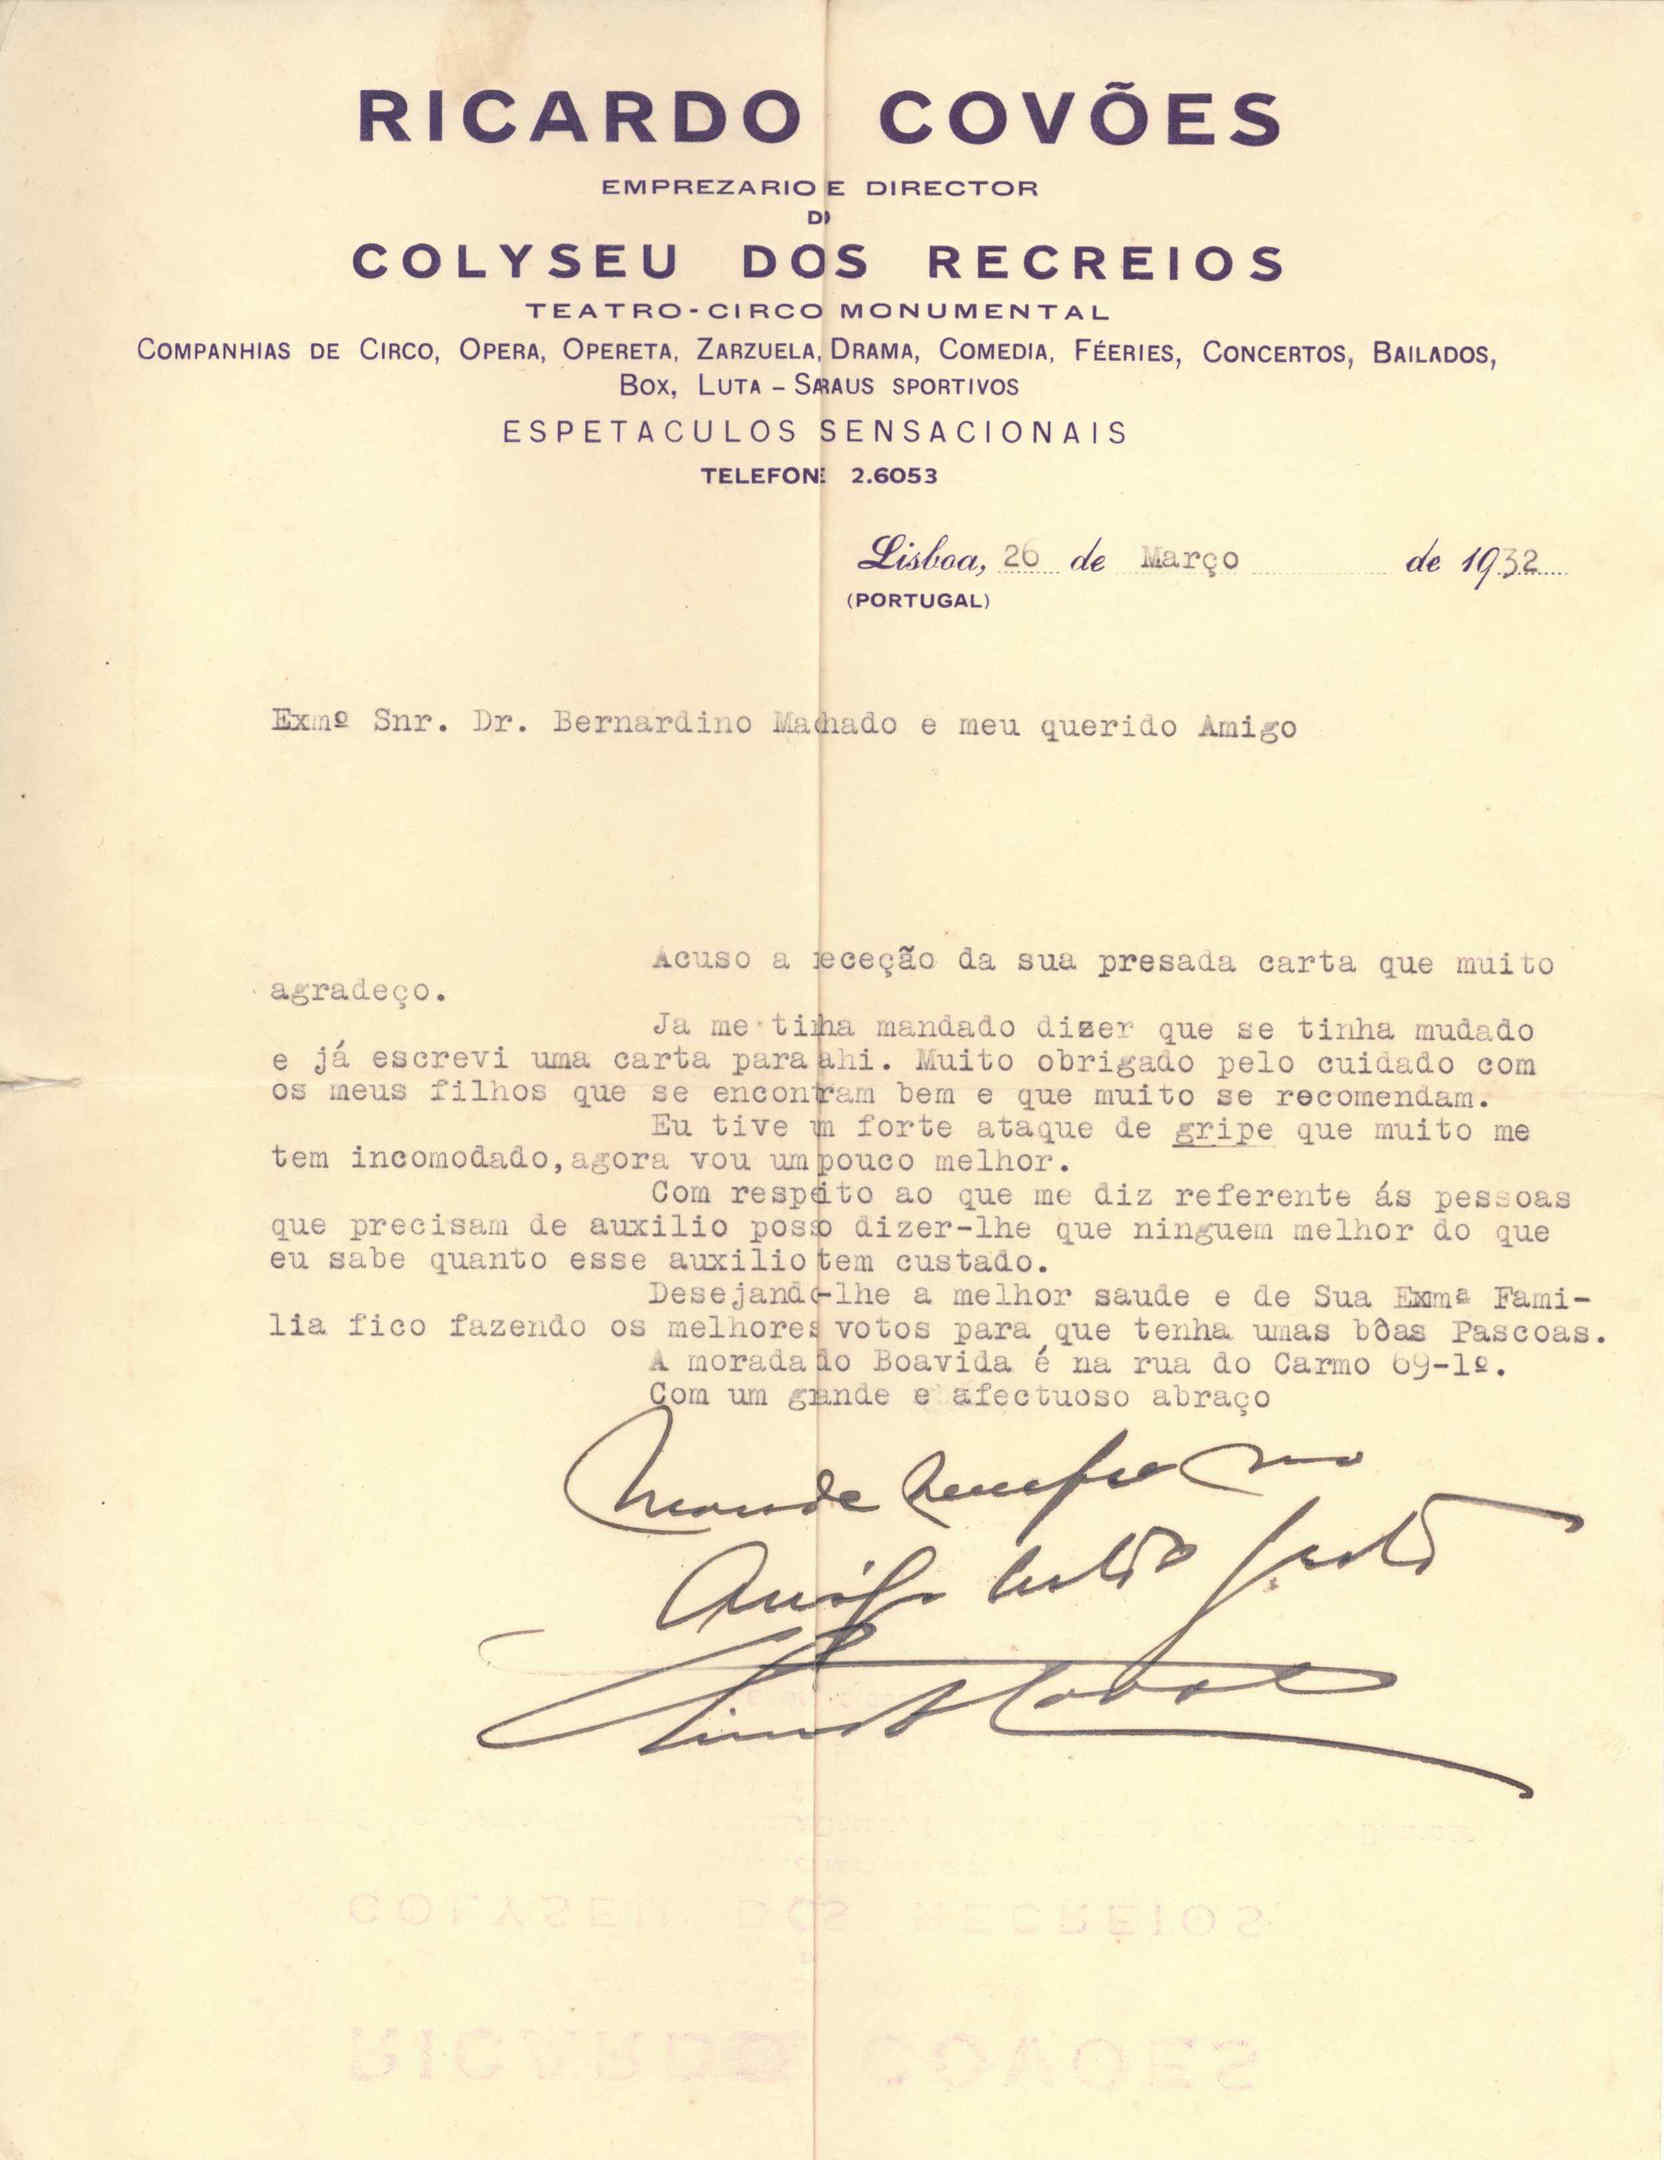 RICARDO COVÕES
EMPREZARIO E DIRECTOR
DO
COLYSEU DOS RECREIOS
TEATRO-CIRCO MONUMENTAL
COMPANHIAS DE CIRCO, OPERA, OPERETA, ZARZUELA, DRAMA, COMEDIA, FÉERIES, CONCERTOS, BAILADOS,
BOX, LUTA – SARAUS SPORTIVOS
ESPETACULOS SENSACIONAIS
TELEFONE 2.6053
Lisboa, 26 de Março de 1932
(PORTUGAL)
Exmº Snr. Dr. Bernardino Machado e meu querido Amigo
Acuso a receção da sua presada carta que muito
agradeço.
Ja me tinha mandado dizer que se tinha mudado
e já escrevi uma carta para ahi. Muito obrigado pelo cuidado com
os meus filhos que se encontram bem e que muito se recomendam.
Eu tive um forte ataque de gripe que muito me
tem incomodado, agora vou um pouco melhor.
Com respeito ao que me diz referente ás pessoas
que precisam de auxilio posso dizer-lhe que ninguem melhor do que
eu sabe quanto esse auxilio tem custado.
Desejando-lhe a melhor saude e de Sua Exmª Fami-
lia fico fazendo os melhores votos para que tenha umas bôas Pascoas.
A morada do Boavida é na rua do Carmo 69-1º.
Com um grande e afectuoso abraço
Mande sempre no
Amigo